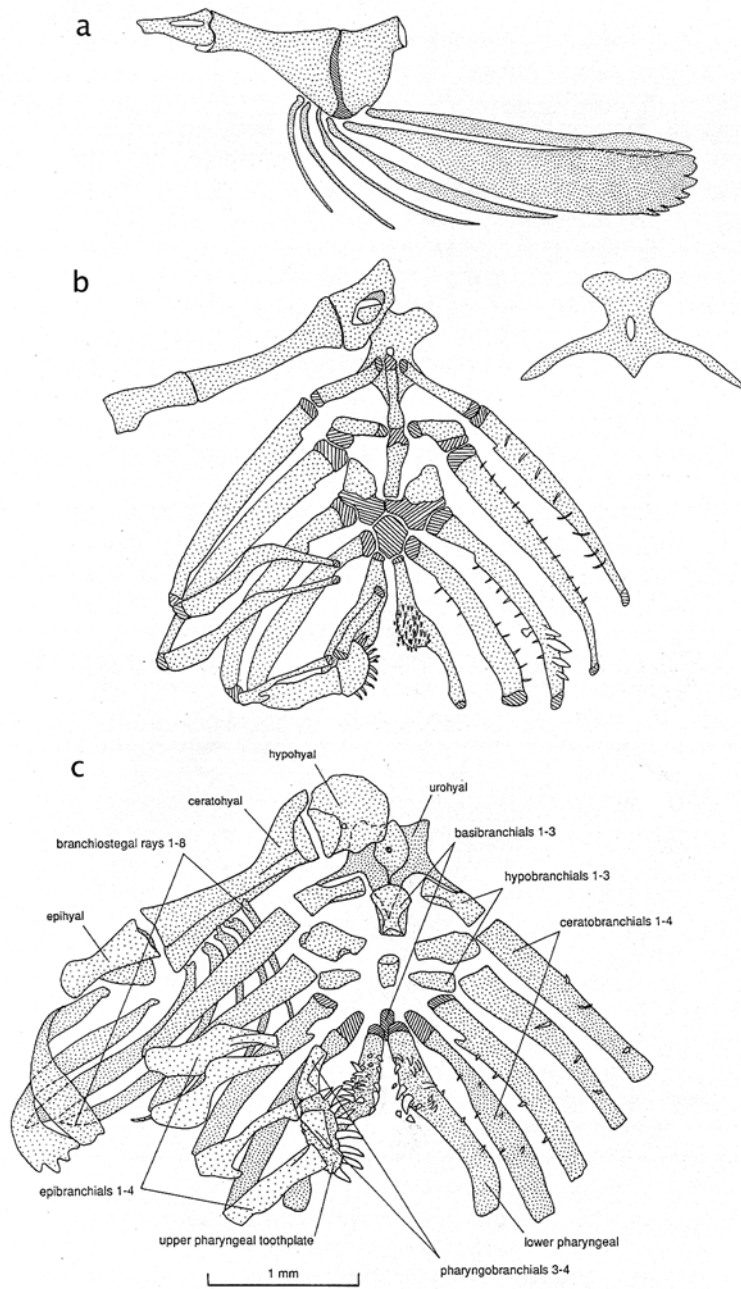 a
b
c
hypohyal
urohyal
ceratohyal
basibranchials 1-3
branchiostegal rays 1-8
hypobranchials 1-3
epihyal
ceratobranchials 1-4
epibranchials 1-4
upper pharyngeal toothplate
lower pharyngeal
pharyngobranchials 3-4
1 mm